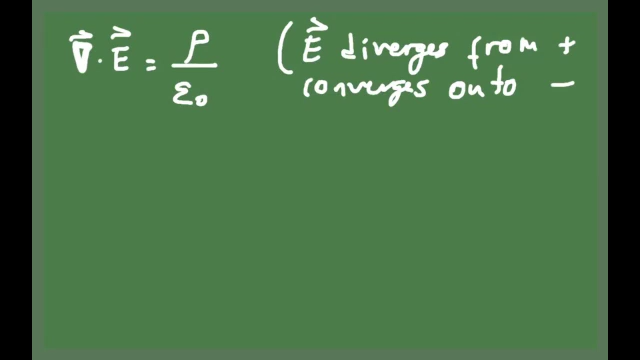 ∇⃗ · E⃗ = ρ/ε₀ ( E⃗ diverges from +
converges onto −